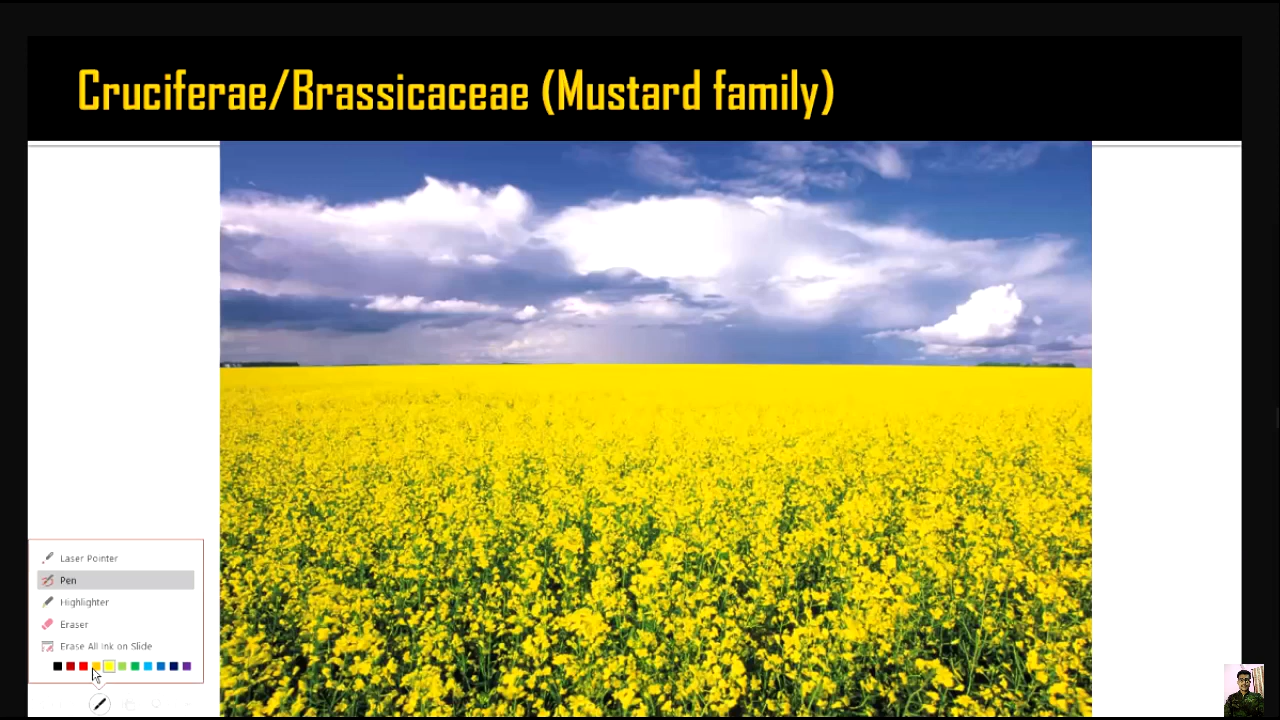 Cruciferae/Brassicaceae (Mustard family)
Laser Pointer
Pen
Highlighter
Eraser
Erase All Ink on Slide